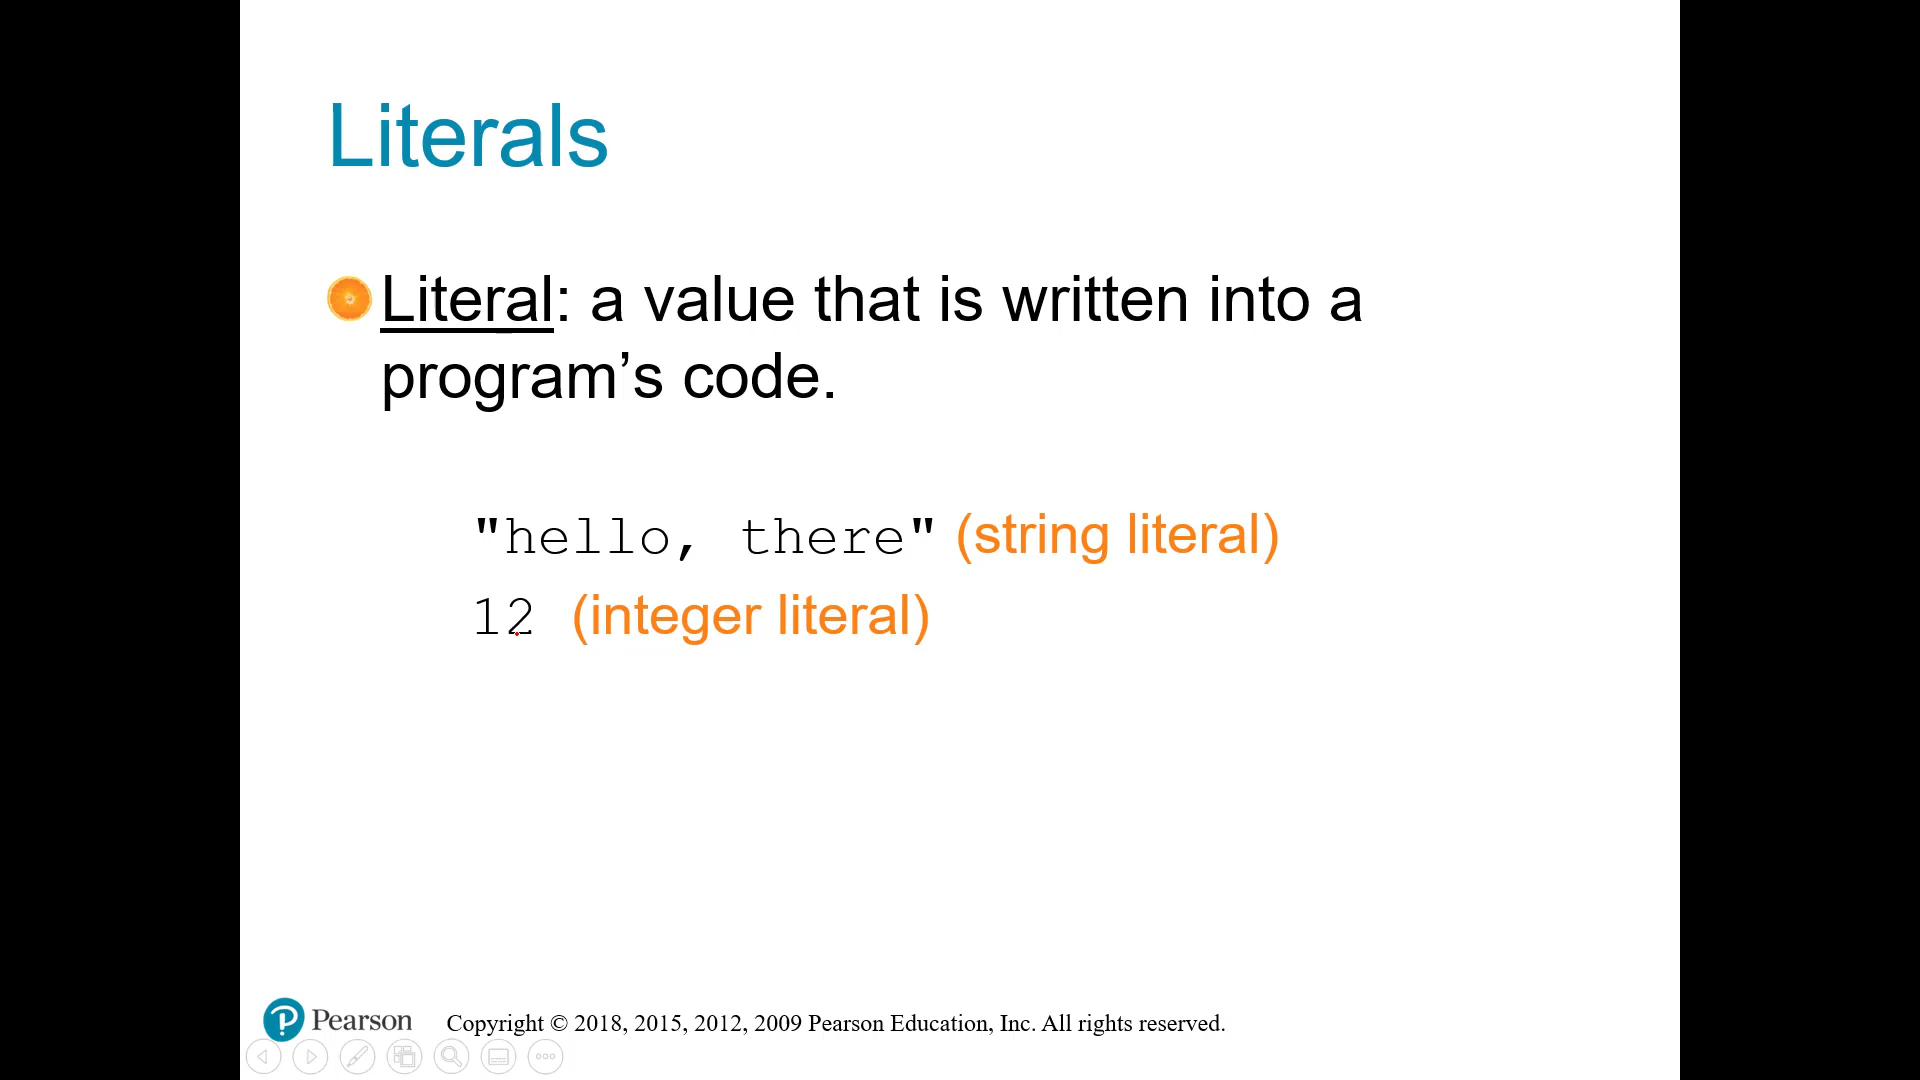 Literals
Literal: a value that is written into a
program’s code.
"hello, there" (string literal)
12 (integer literal)
Pearson
Copyright © 2018, 2015, 2012, 2009 Pearson Education, Inc. All rights reserved.